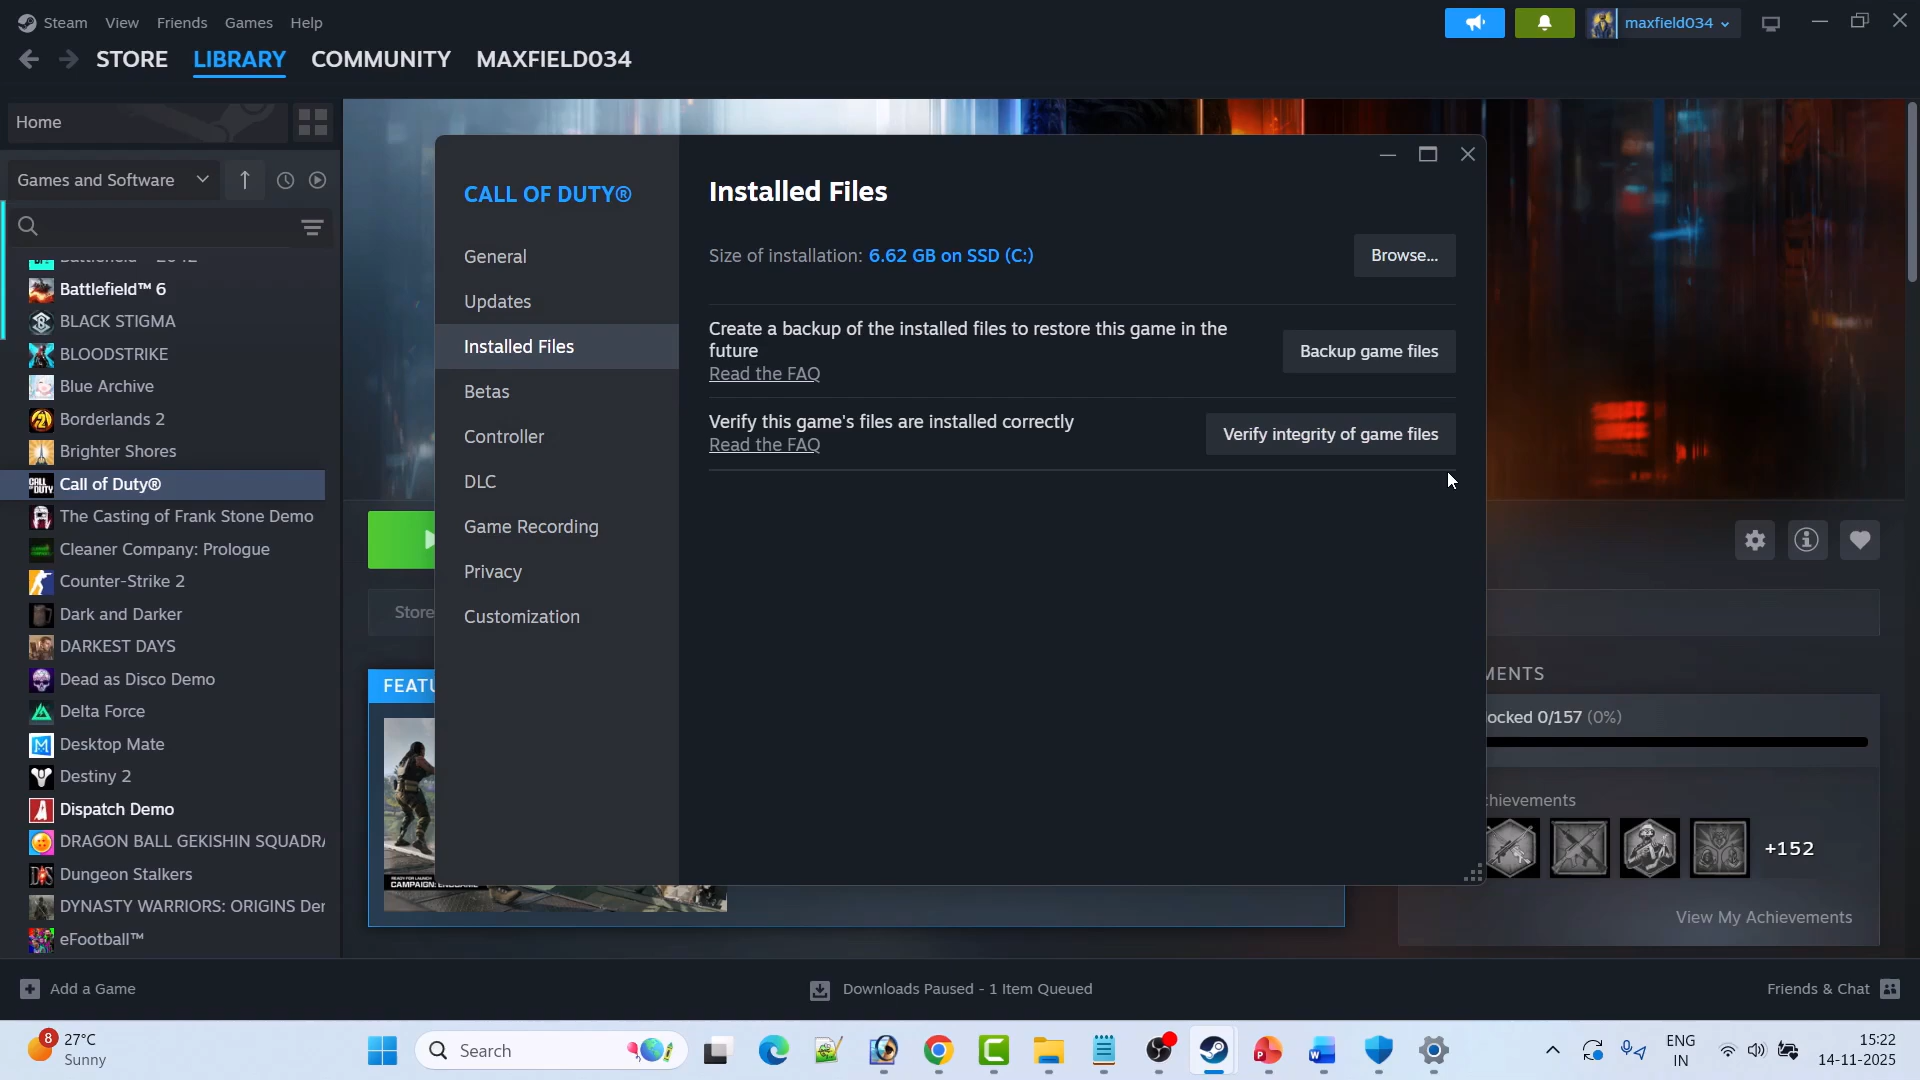 Steam View Friends Games Help
maxfield034
STORE LIBRARY COMMUNITY MAXFIELD034
Home
Games and Software
Battlefield™ 6
BLACK STIGMA
BLOODSTRIKE
Blue Archive
Borderlands 2
Brighter Shores
Call of Duty®
The Casting of Frank Stone Demo
Cleaner Company: Prologue
Counter-Strike 2
Dark and Darker
DARKEST DAYS
Dead as Disco Demo
Delta Force
Desktop Mate
Destiny 2
Dispatch Demo
DRAGON BALL GEKISHIN SQUADRA
Dungeon Stalkers
DYNASTY WARRIORS: ORIGINS Der
eFootball™
CALL OF DUTY®
General
Updates
Installed Files
Betas
Controller
DLC
Game Recording
Privacy
Customization
Installed Files
Size of installation: 6.62 GB on SSD (C:)
Browse...
Create a backup of the installed files to restore this game in the
future
Read the FAQ
Backup game files
Verify this game's files are installed correctly
Read the FAQ
Verify integrity of game files
Store
FEATU
CAMPAIGN: ENDGAME
MENTS
ocked 0/157 (0%)
chievements
+152
View My Achievements
Add a Game
Downloads Paused - 1 Item Queued
Friends & Chat
8
27°C
Sunny
Search
ENG
IN
15:22
14-11-2025